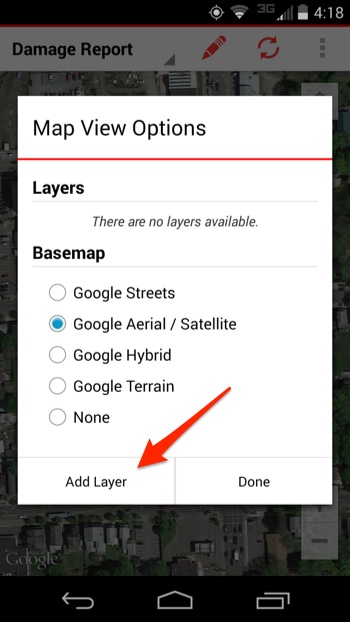 3G 4:18
Damage Report
Map View Options
Layers
There are no layers available.
Basemap
Google Streets
Google Aerial / Satellite
Google Hybrid
Google Terrain
None
Add Layer Done
Google